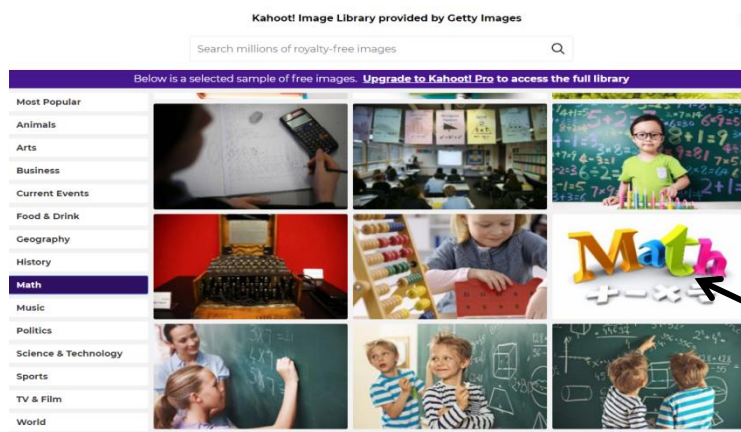 Kahoot! Image Library provided by Getty Images
Search millions of royalty-free images
Below is a selected sample of free images. Upgrade to Kahoot! Pro to access the full library
Most Popular
Animals
Arts
Business
Current Events
Food & Drink
Geography
History
Math
Music
Politics
Science & Technology
Sports
TV & Film
World
Math
+ − × ÷